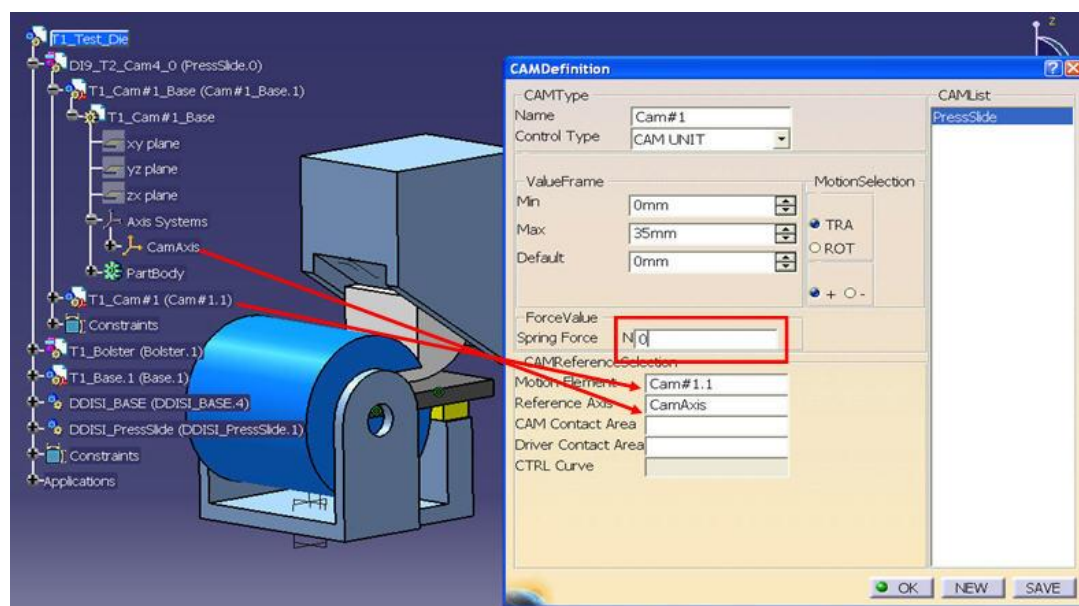 z
T1_Test_Die
DI9_T2_Cam4_0 (PressSlide.0)
T1_Cam#1_Base (Cam#1_Base.1)
T1_Cam#1_Base
xy plane
yz plane
zx plane
Axis Systems
CamAxis
PartBody
T1_Cam#1 (Cam#1.1)
Constraints
T1_Bolster (Bolster.1)
T1_Base.1 (Base.1)
DDISI_BASE (DDISI_BASE.4)
DDISI_PressSlide (DDISI_PressSlide.1)
Constraints
Applications
CAMDefinition
CAMType
Name Cam#1
Control Type CAM UNIT
ValueFrame
Min 0mm
Max 35mm
Default 0mm
MotionSelection
TRA
ROT
+ -
ForceValue
Spring Force N 0
CAMReferenceSelection
Motion Element Cam#1.1
Reference Axis CamAxis
CAM Contact Area
Driver Contact Area
CTRL Curve
CAMList
PressSlide
OK NEW SAVE